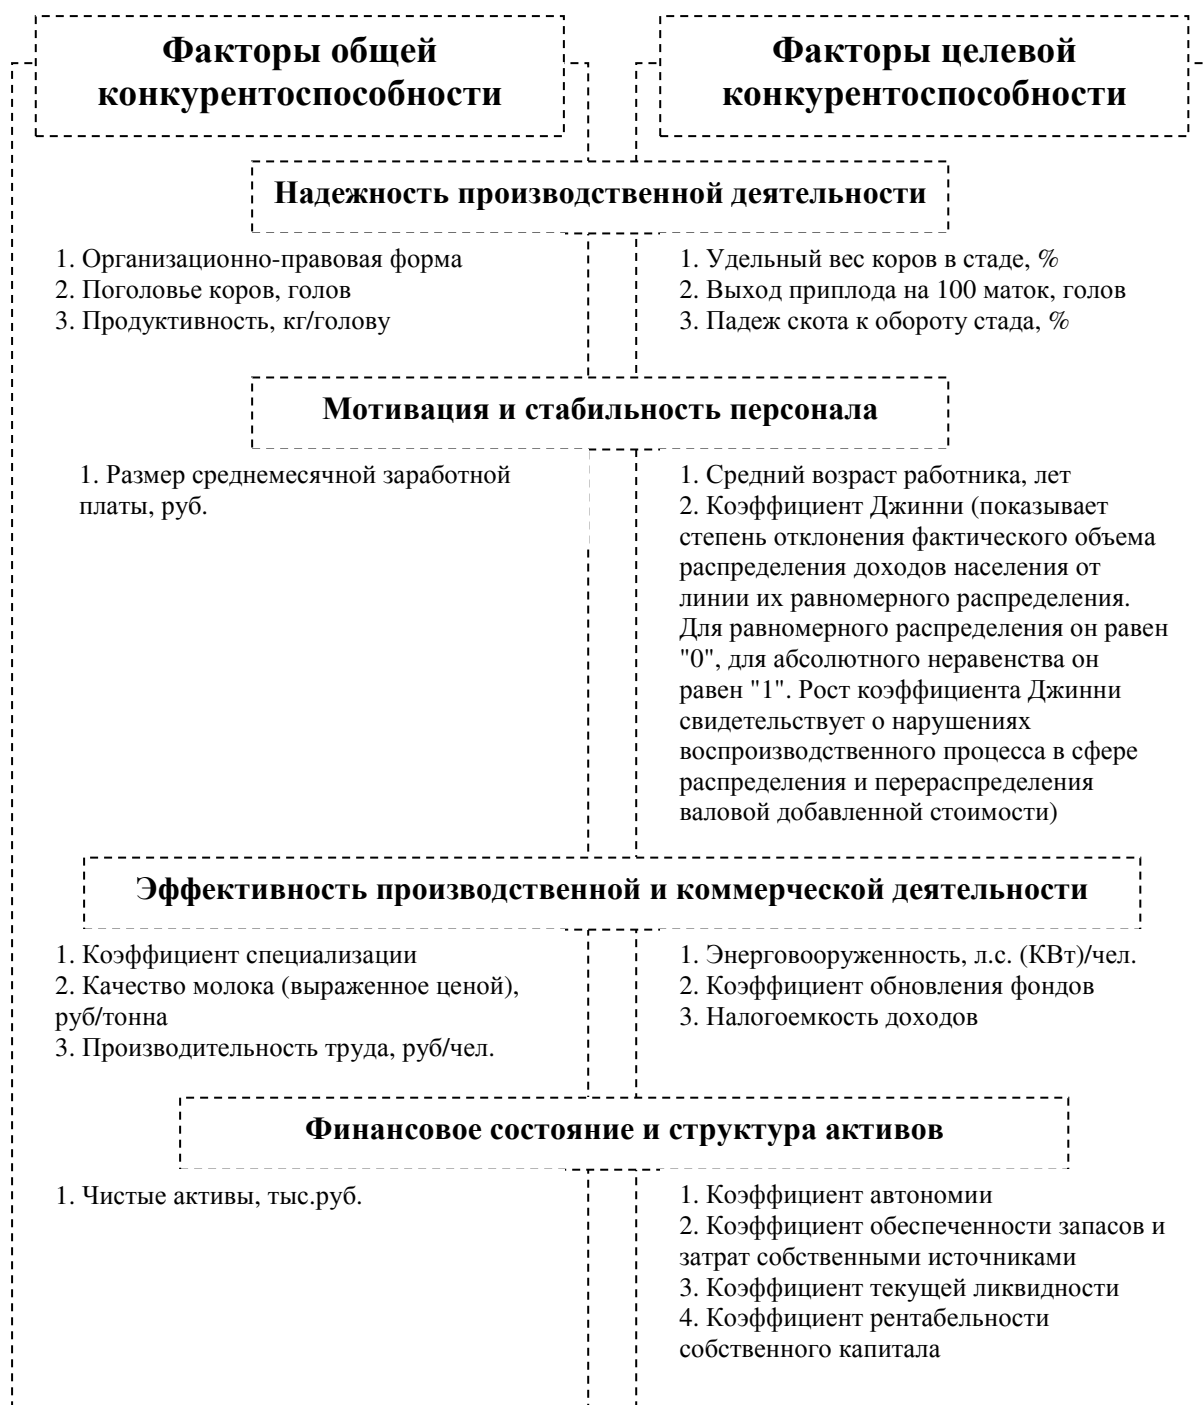 Факторы общей
конкурентоспособности
Факторы целевой
конкурентоспособности
Надежность производственной деятельности
1. Организационно-правовая форма
2. Поголовье коров, голов
3. Продуктивность, кг/голову
1. Удельный вес коров в стаде, %
2. Выход приплода на 100 маток, голов
3. Падеж скота к обороту стада, %
Мотивация и стабильность персонала
1. Размер среднемесячной заработной
платы, руб.
1. Средний возраст работника, лет
2. Коэффициент Джинни (показывает
степень отклонения фактического объема
распределения доходов населения от
линии их равномерного распределения.
Для равномерного распределения он равен
"0", для абсолютного неравенства он
равен "1". Рост коэффициента Джинни
свидетельствует о нарушениях
воспроизводственного процесса в сфере
распределения и перераспределения
валовой добавленной стоимости)
Эффективность производственной и коммерческой деятельности
1. Коэффициент специализации
2. Качество молока (выраженное ценой),
руб/тонна
3. Производительность труда, руб/чел.
1. Энерговооруженность, л.с. (КВт)/чел.
2. Коэффициент обновления фондов
3. Налогоемкость доходов
Финансовое состояние и структура активов
1. Чистые активы, тыс.руб.
1. Коэффициент автономии
2. Коэффициент обеспеченности запасов и
затрат собственными источниками
3. Коэффициент текущей ликвидности
4. Коэффициент рентабельности
собственного капитала